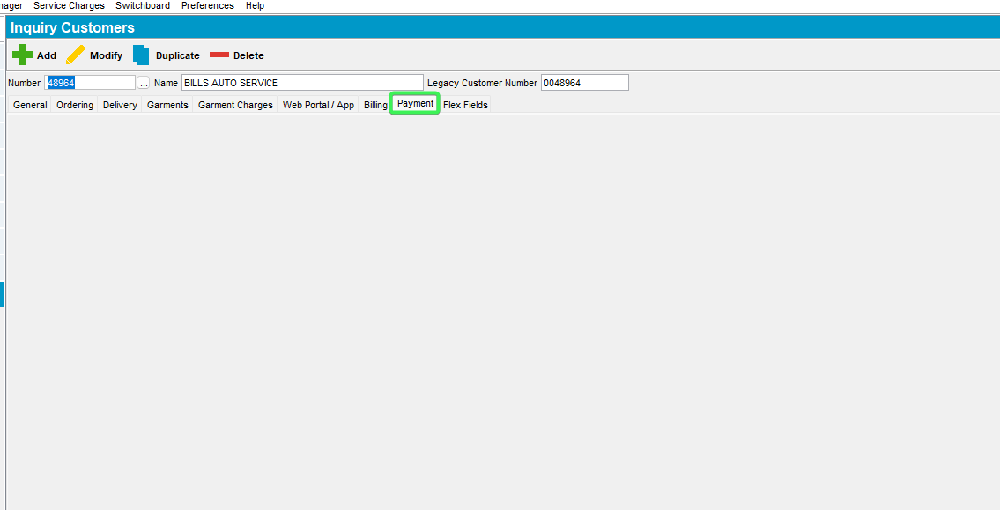 nager Service Charges Switchboard Preferences Help
Inquiry Customers
Add Modify Duplicate Delete
Number 48964 ... Name BILLS AUTO SERVICE Legacy Customer Number 0048964
General Ordering Delivery Garments Garment Charges Web Portal / App Billing Payment Flex Fields